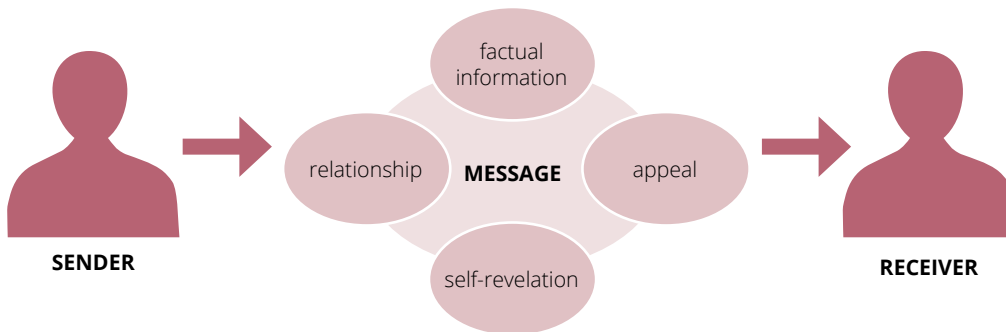 factual
information
relationship
MESSAGE
appeal
self-revelation
SENDER
RECEIVER